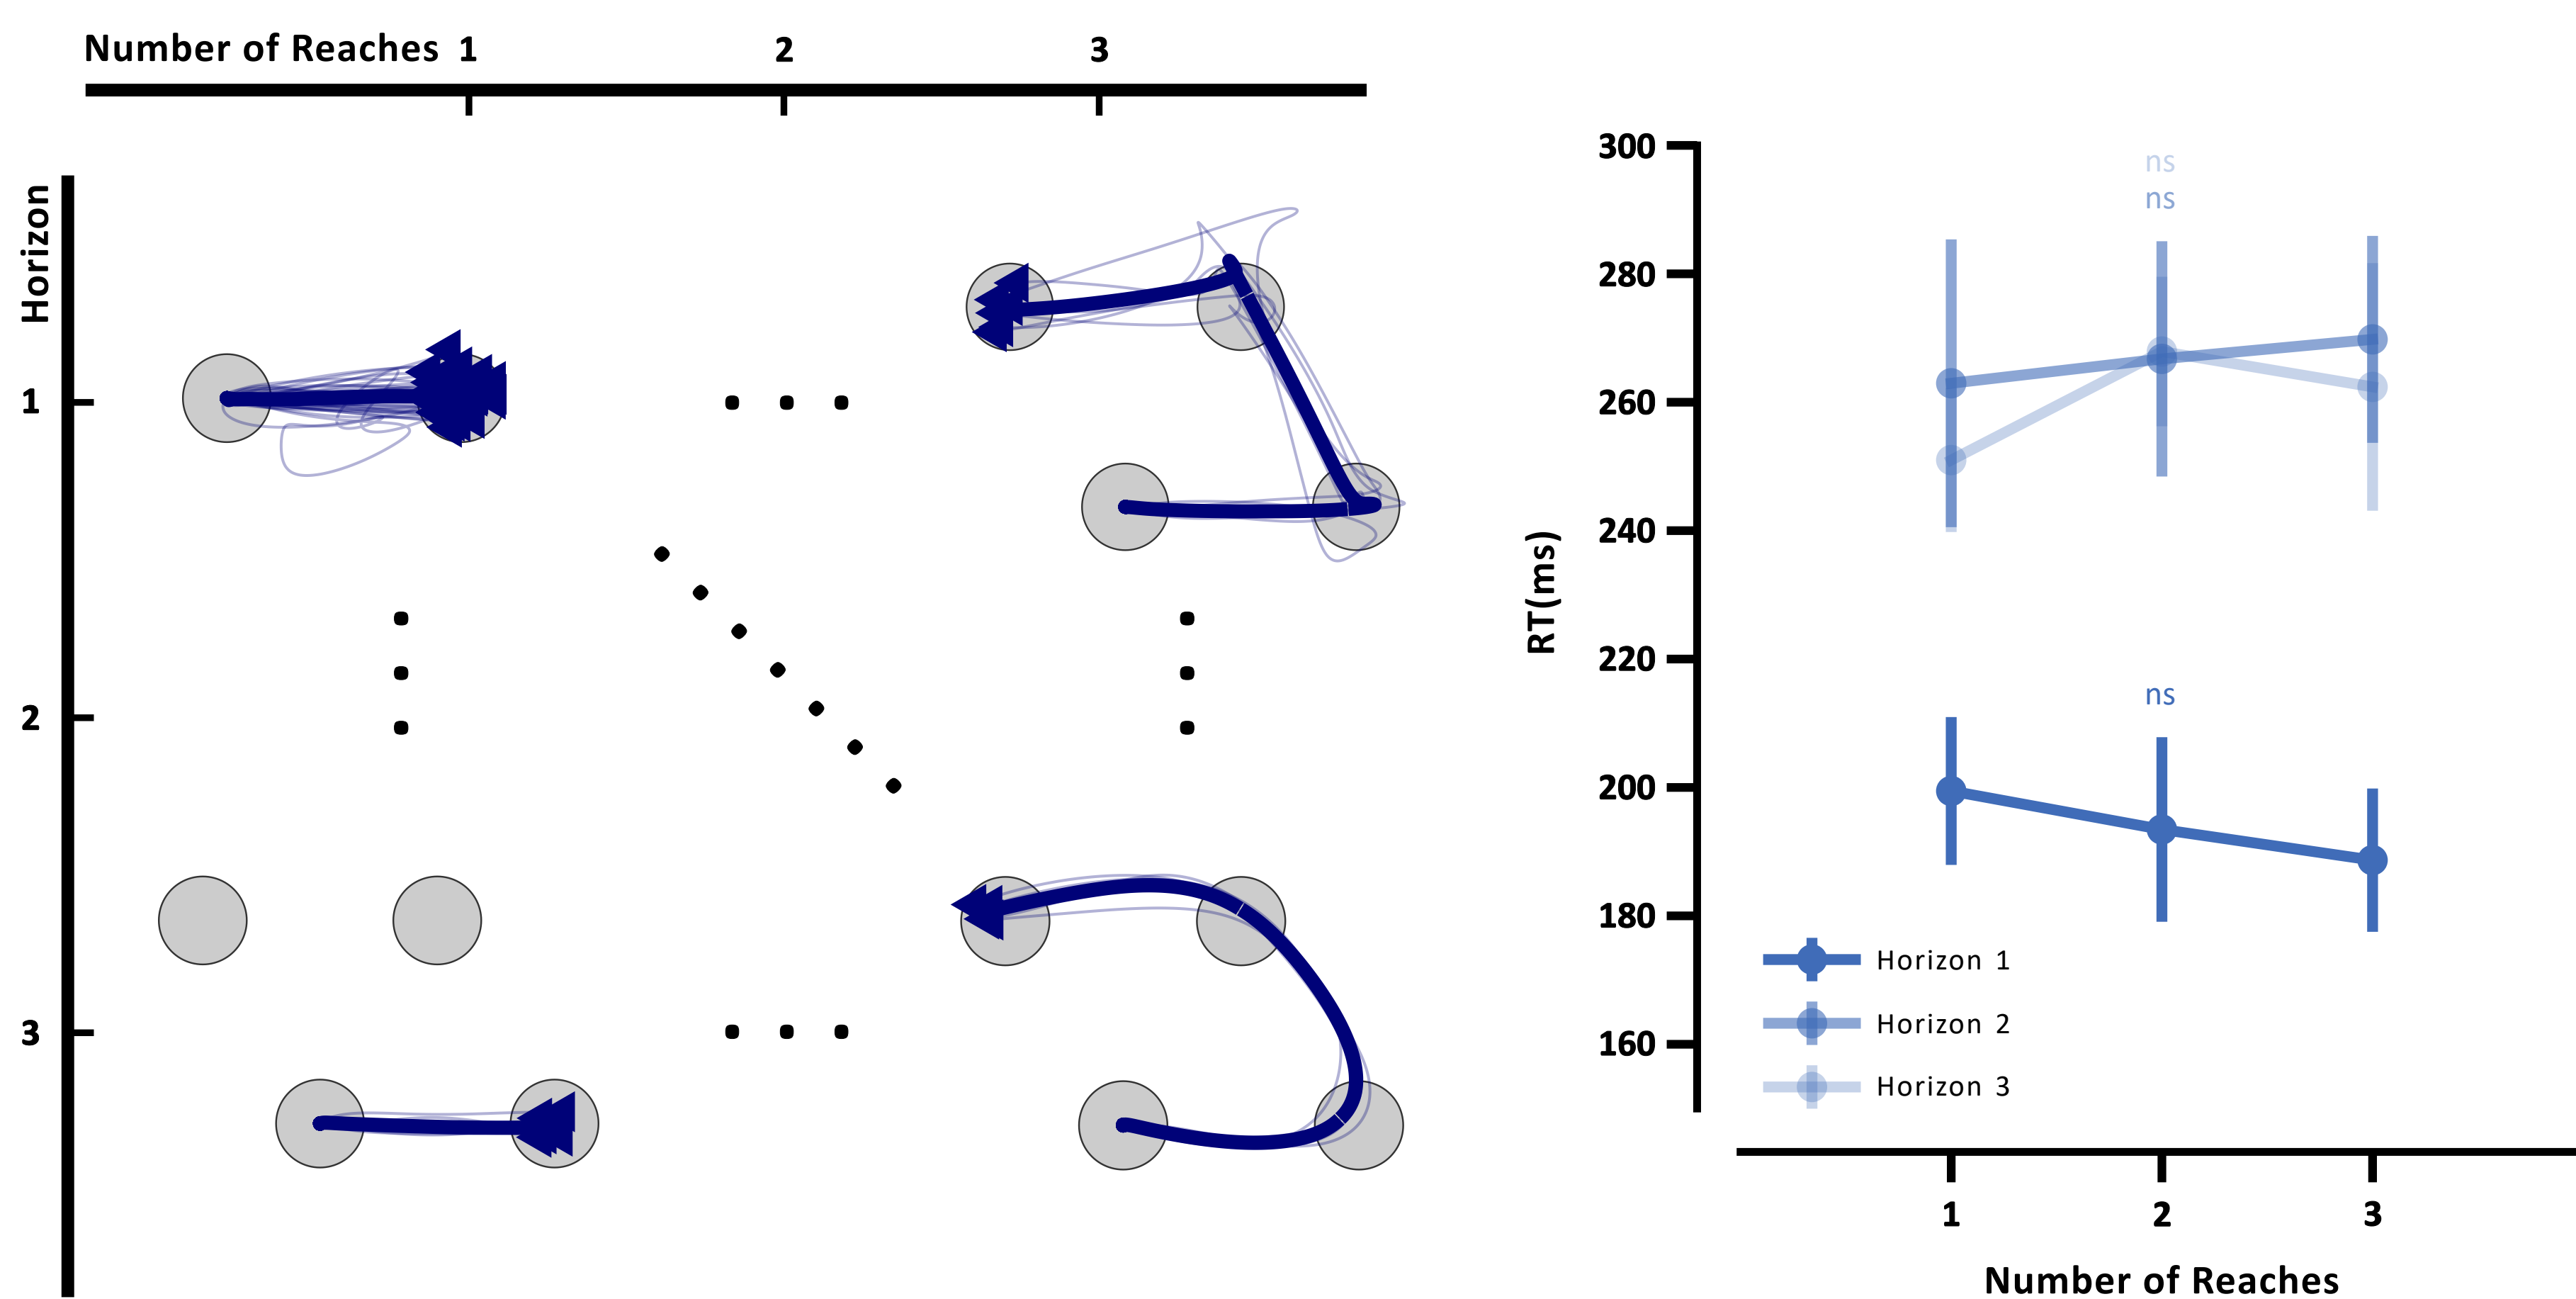 Number of Reaches 1 2 3
Horizon
1
2
3
RT(ms)
300
280
260
240
220
200
180
160
ns
ns
ns
Horizon 1
Horizon 2
Horizon 3
1 2 3
Number of Reaches